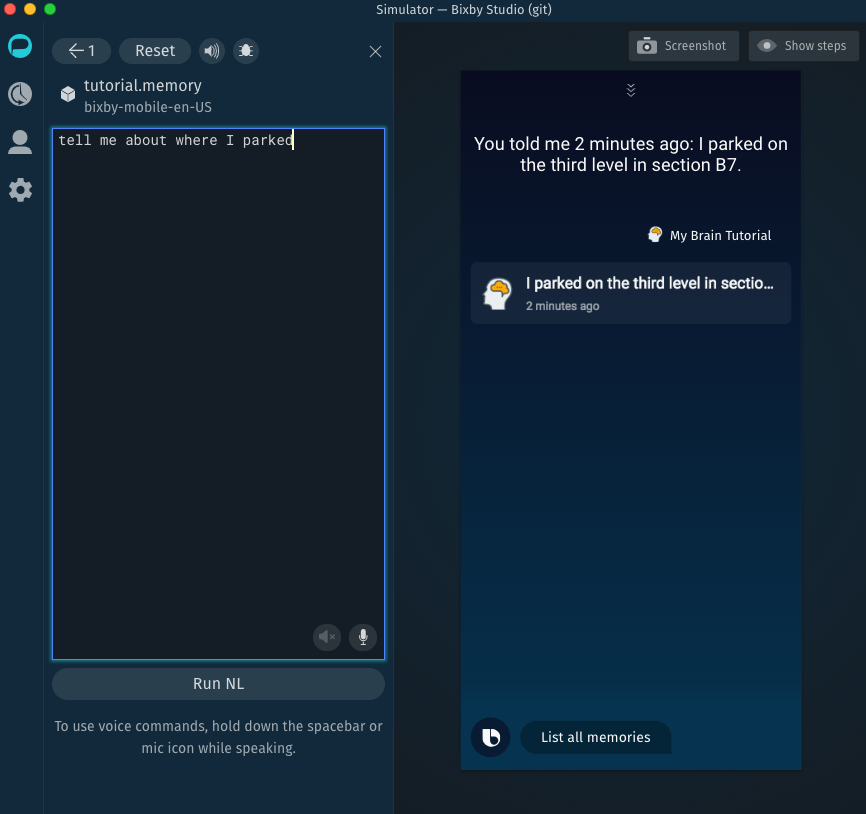 Simulator — Bixby Studio (git)
1
Reset
tutorial.memory
bixby-mobile-en-US
tell me about where I parked
Run NL
To use voice commands, hold down the spacebar or
mic icon while speaking.
Screenshot
Show steps
You told me 2 minutes ago: I parked on
the third level in section B7.
My Brain Tutorial
I parked on the third level in sectio...
2 minutes ago
List all memories